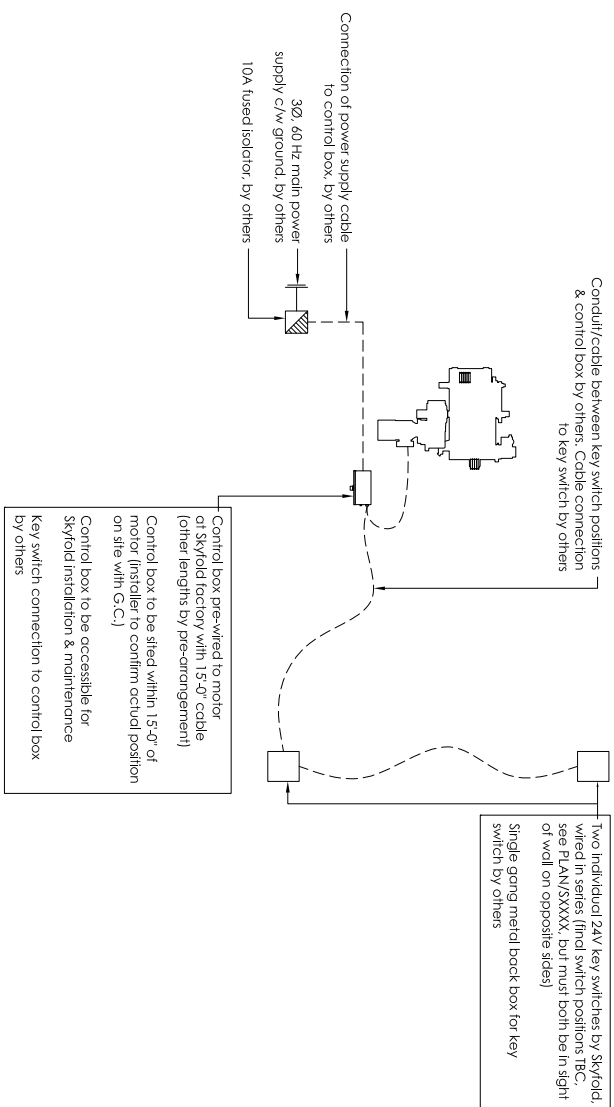 Conduit/cable between key switch positions
& control box by others. Cable connection
to key switch by others
Connection of power supply cable
to control box, by others
3Ø, 60 Hz main power
supply c/w ground, by others
10A fused isolator, by others
Two individual 24V key switches by Skyfold,
wired in series (final switch positions TBC,
see PLAN/SXXXX, but must both be in sight
of wall on opposite sides)
Single gang metal back box for key
switch by others
Control box pre-wired to motor
at Skyfold factory with 15'-0" cable
(other lengths by pre-arrangement)
Control box to be sited within 15'-0" of
motor (installer to confirm actual position
on site with G.C.)
Control box to be accessible for
Skyfold installation & maintenance
Key switch connection to control box
by others